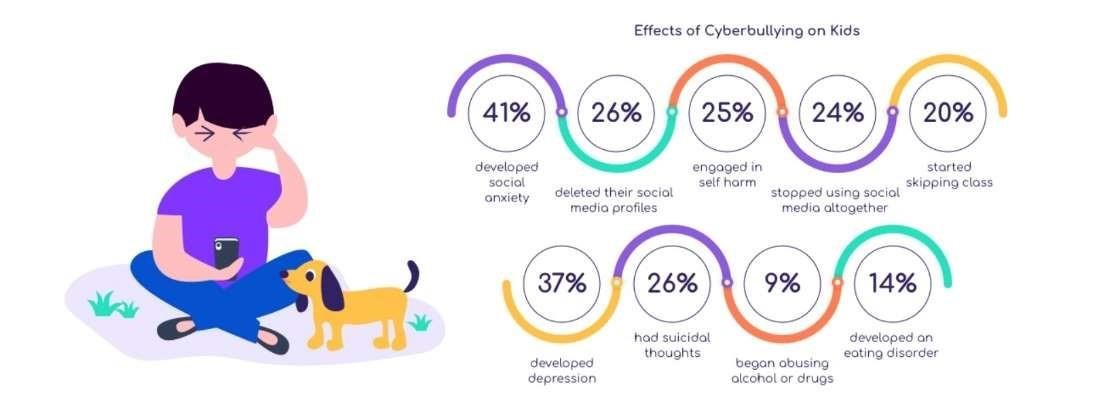 Effects of Cyberbullying on Kids
41%
developed
social
anxiety
26%
deleted their social
media profiles
25%
engaged in
self harm
24%
stopped using social
media altogether
20%
started
skipping class
37%
developed
depression
26%
had suicidal
thoughts
9%
began abusing
alcohol or drugs
14%
developed an
eating disorder